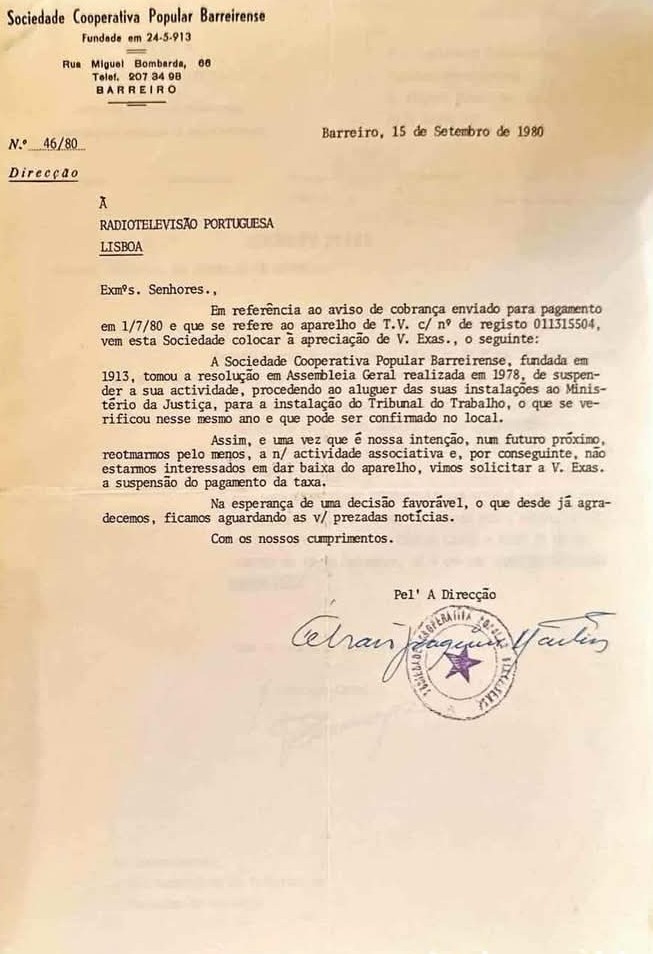 Sociedade Cooperativa Popular Barreirense
Fundada em 24-5-913
Rua Miguel Bombarda, 66
Telef. 207 34 98
BARREIRO
N.º 46/80
Barreiro, 15 de Setembro de 1980
Direcção
À
RADIOTELEVISÃO PORTUGUESA
LISBOA
Exmºs. Senhores.,
Em referência ao aviso de cobrança enviado para pagamento
em 1/7/80 e que se refere ao aparelho de T.V. c/ nº de registo 011315504,
vem esta Sociedade colocar à apreciação de V. Exas., o seguinte:
A Sociedade Cooperativa Popular Barreirense, fundada em
1913, tomou a resolução em Assembleia Geral realizada em 1978, de suspen-
der a sua actividade, procedendo ao aluguer das suas instalações ao Minis-
tério da Justiça, para a instalação do Tribunal do Trabalho, o que se ve-
rificou nesse mesmo ano e que pode ser confirmado no local.
Assim, e uma vez que é nossa intenção, num futuro próximo,
reotmarmos pelo menos, a n/ actividade associativa e, por conseguinte, não
estarmos interessados em dar baixa do aparelho, vimos solicitar a V. Exas.
a suspensão do pagamento da taxa.
Na esperança de uma decisão favorável, o que desde já agra-
decemos, ficamos aguardando as v/ prezadas notícias.
Com os nossos cumprimentos.
Pel' A Direcção
Joaquim Martins
SOCIEDADE COOPERATIVA POPULAR BARREIRENSE